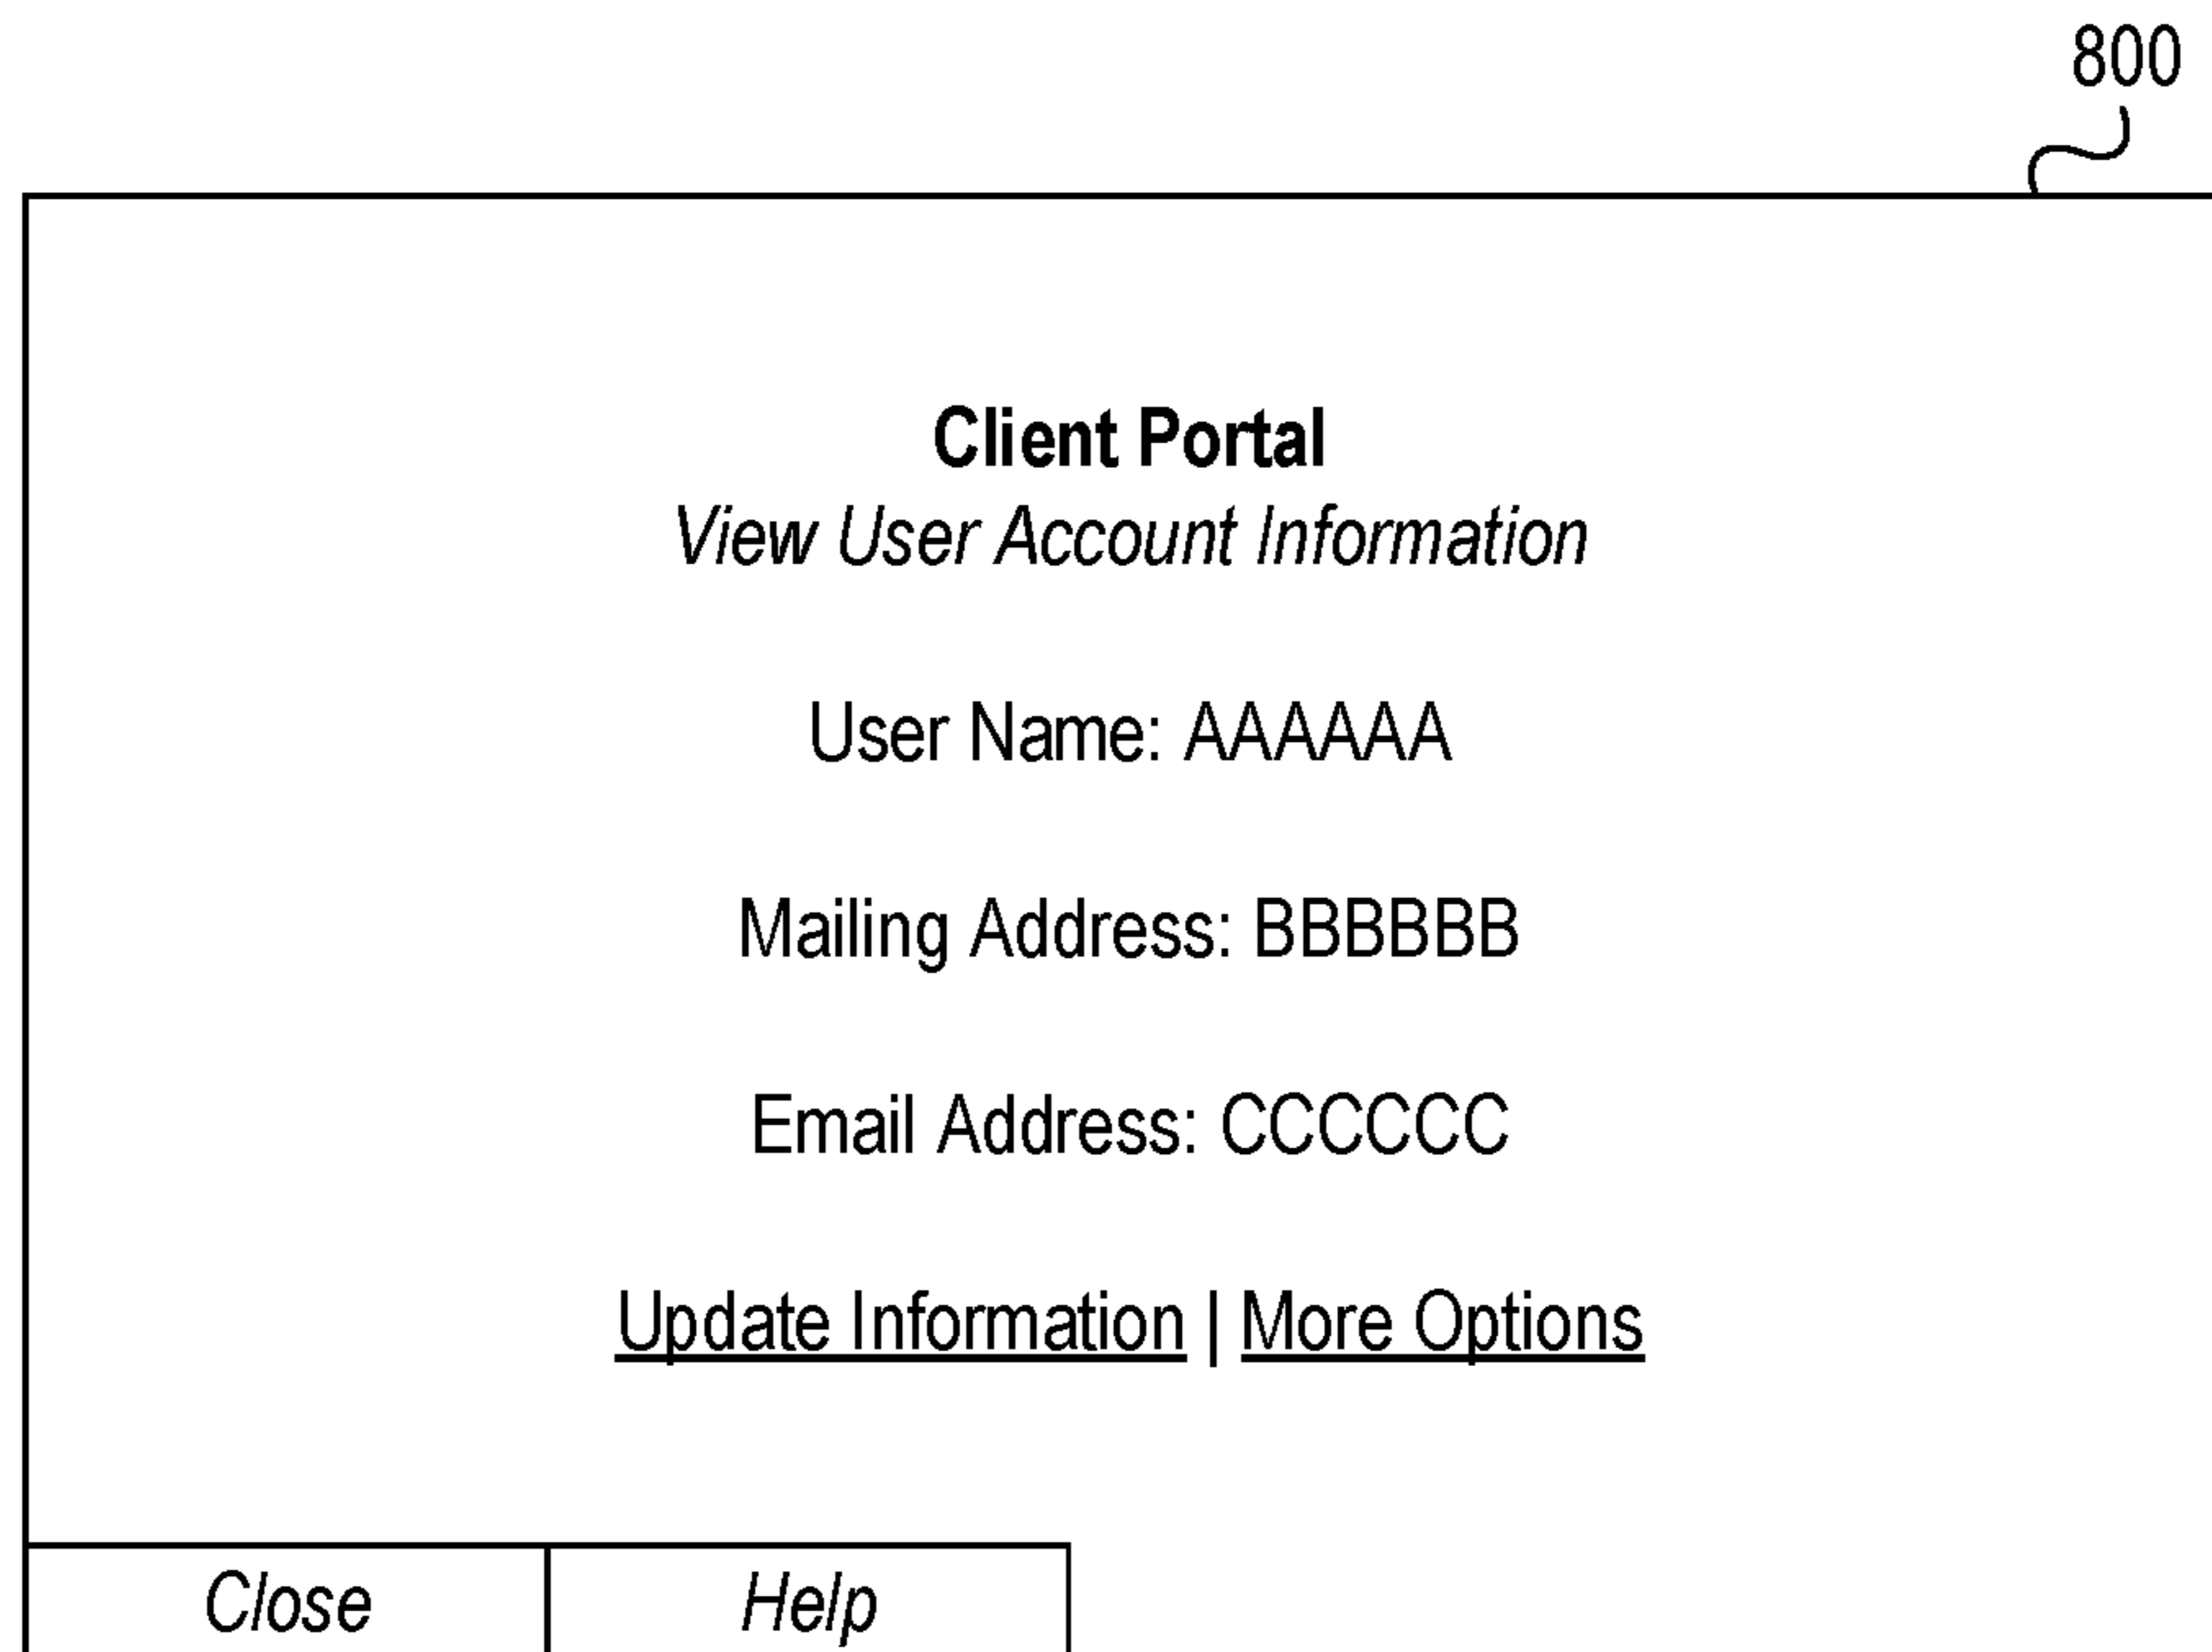 800
Client Portal
View User Account Information
User Name: AAAAAA
Mailing Address: BBBBBB
Email Address: CCCCCC
Update Information | More Options
Close Help